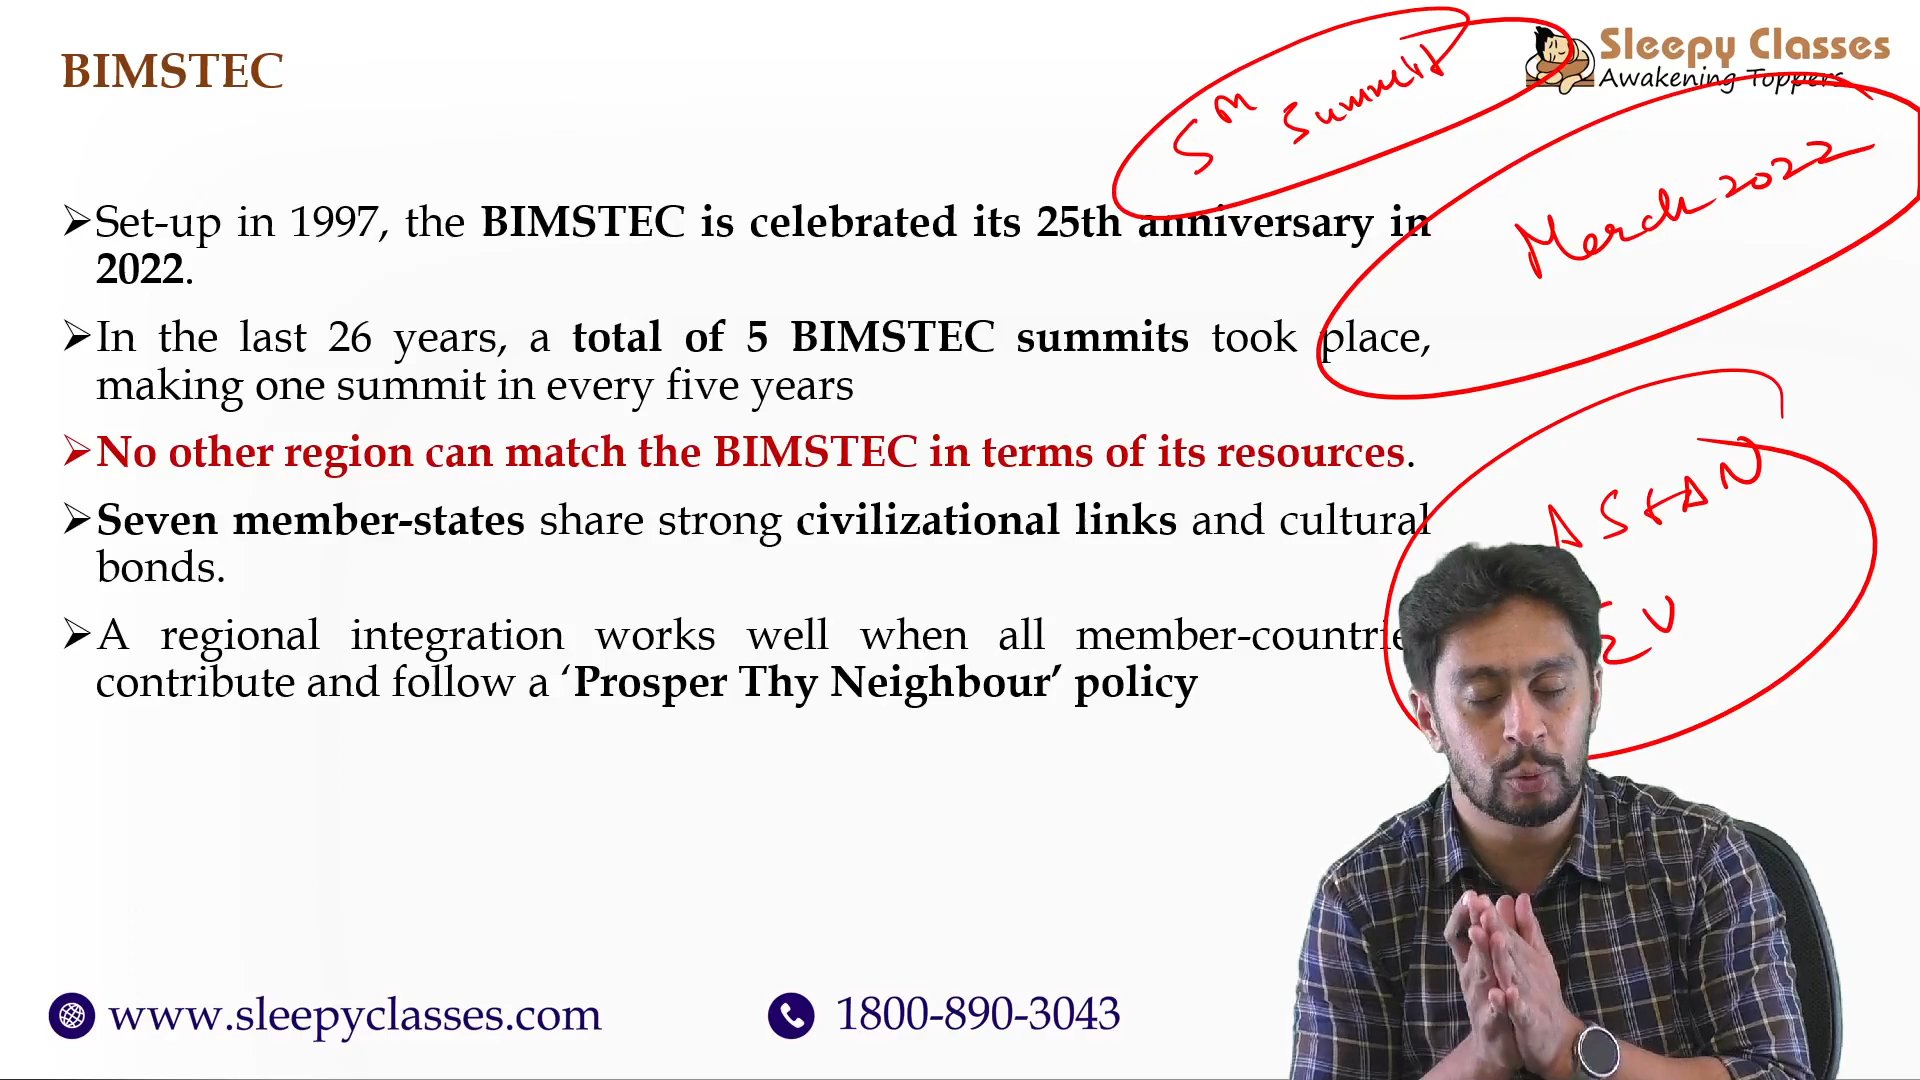 BIMSTEC
5th Summit
Sleepy Classes
Awakening Toppers
March 2022
➢Set-up in 1997, the BIMSTEC is celebrated its 25th anniversary in
2022.
➢In the last 26 years, a total of 5 BIMSTEC summits took place,
making one summit in every five years
➢No other region can match the BIMSTEC in terms of its resources.
ASEAN
➢Seven member-states share strong civilizational links and cultural
bonds.
EU
➢A regional integration works well when all member-countrie
contribute and follow a ‘Prosper Thy Neighbour’ policy
www.sleepyclasses.com
1800-890-3043